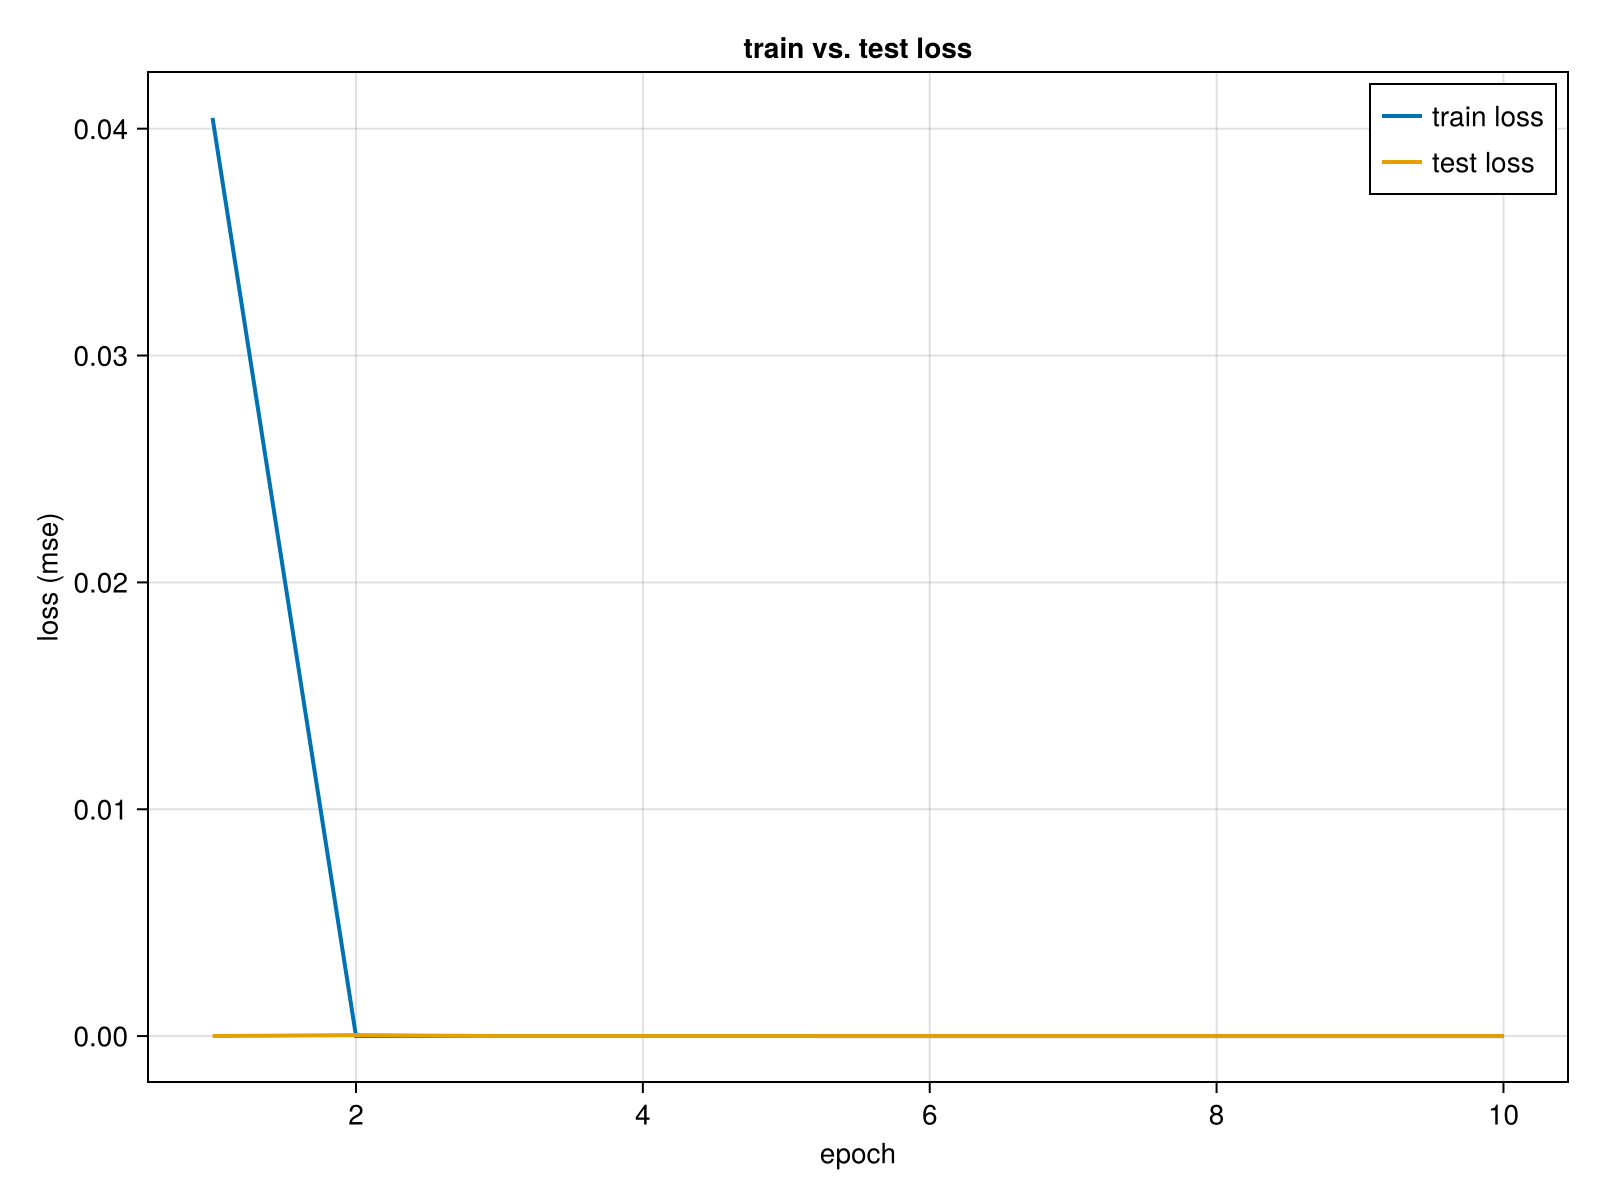 train vs. test loss
train loss
test loss
0.04
0.03
0.02
0.01
0.00
loss (mse)
2 4 6 8 10
epoch